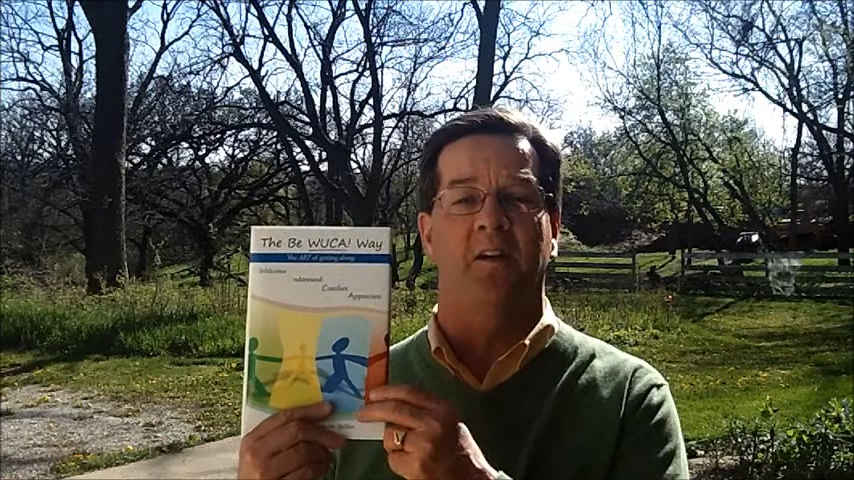 The Be WUCA! Way
The ART of getting along
Welcome
Understand
Comfort
Appreciate